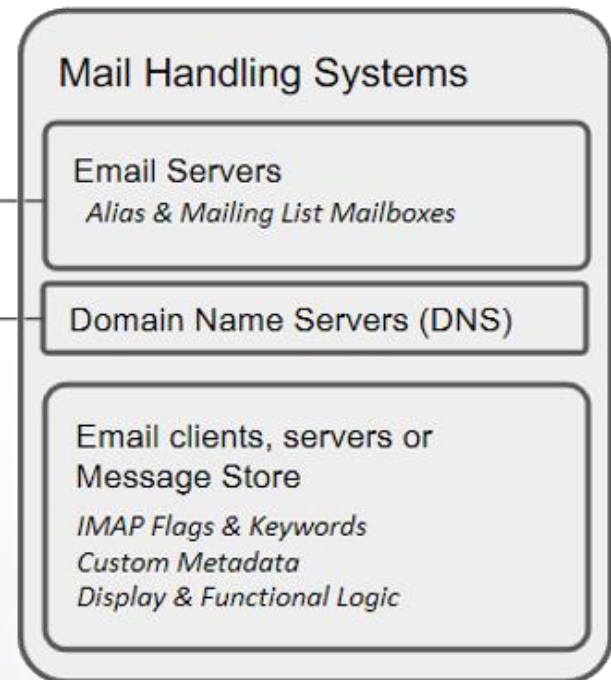 Mail Handling Systems
Email Servers
Alias & Mailing List Mailboxes
Domain Name Servers (DNS)
Email clients, servers or
Message Store
IMAP Flags & Keywords
Custom Metadata
Display & Functional Logic